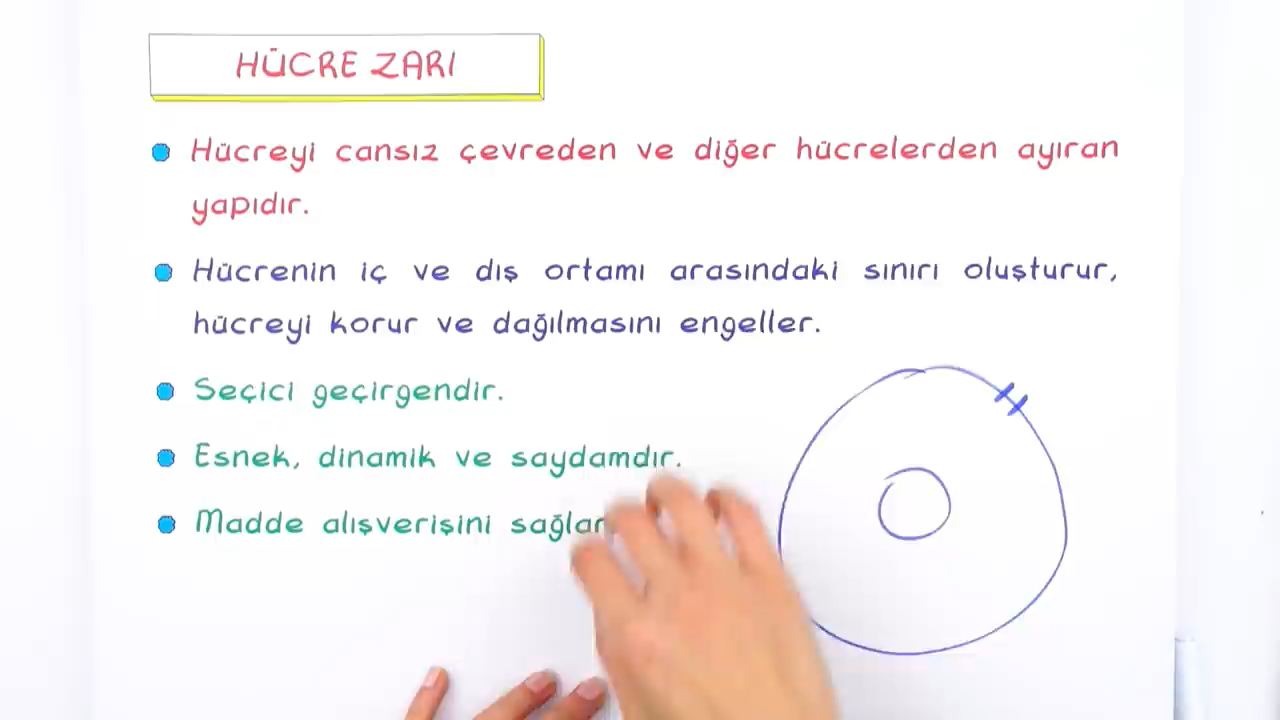 HÜCRE ZARI
Hücreyi cansız çevreden ve diğer hücrelerden ayıran
yapıdır.
Hücrenin iç ve dış ortamı arasındaki sınırı oluşturur,
hücreyi korur ve dağılmasını engeller.
Seçici geçirgendir.
Esnek, dinamik ve saydamdır.
Madde alışverişini sağlar